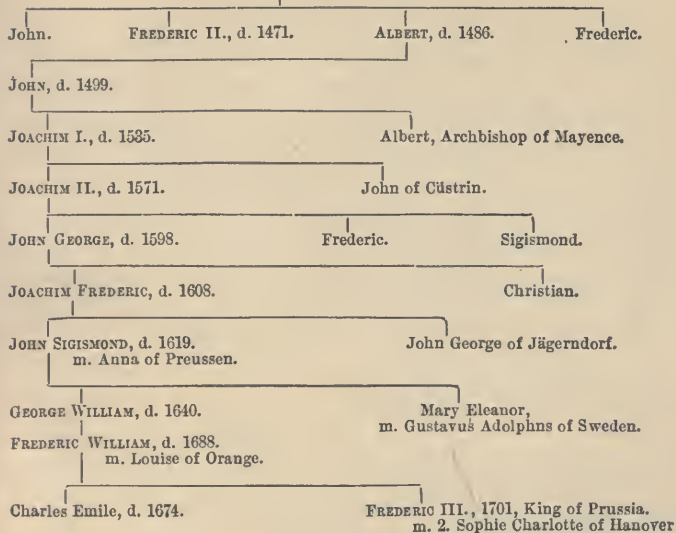 John. FREDERIC II., d. 1471. ALBERT, d. 1486. Frederic.
JOHN, d. 1499.
JOACHIM I., d. 1535. Albert, Archbishop of Mayence.
JOACHIM II., d. 1571. John of Cüstrin.
JOHN GEORGE, d. 1598. Frederic. Sigismond.
JOACHIM FREDERIC, d. 1608. Christian.
JOHN SIGISMOND, d. 1619. John George of Jägerndorf.
m. Anna of Preussen.
GEORGE WILLIAM, d. 1640. Mary Eleanor,
m. Gustavus Adolphns of Sweden.
FREDERIC WILLIAM, d. 1688.
m. Louise of Orange.
Charles Emile, d. 1674. FREDERIC III., 1701, King of Prussia.
m. 2. Sophie Charlotte of Hanover